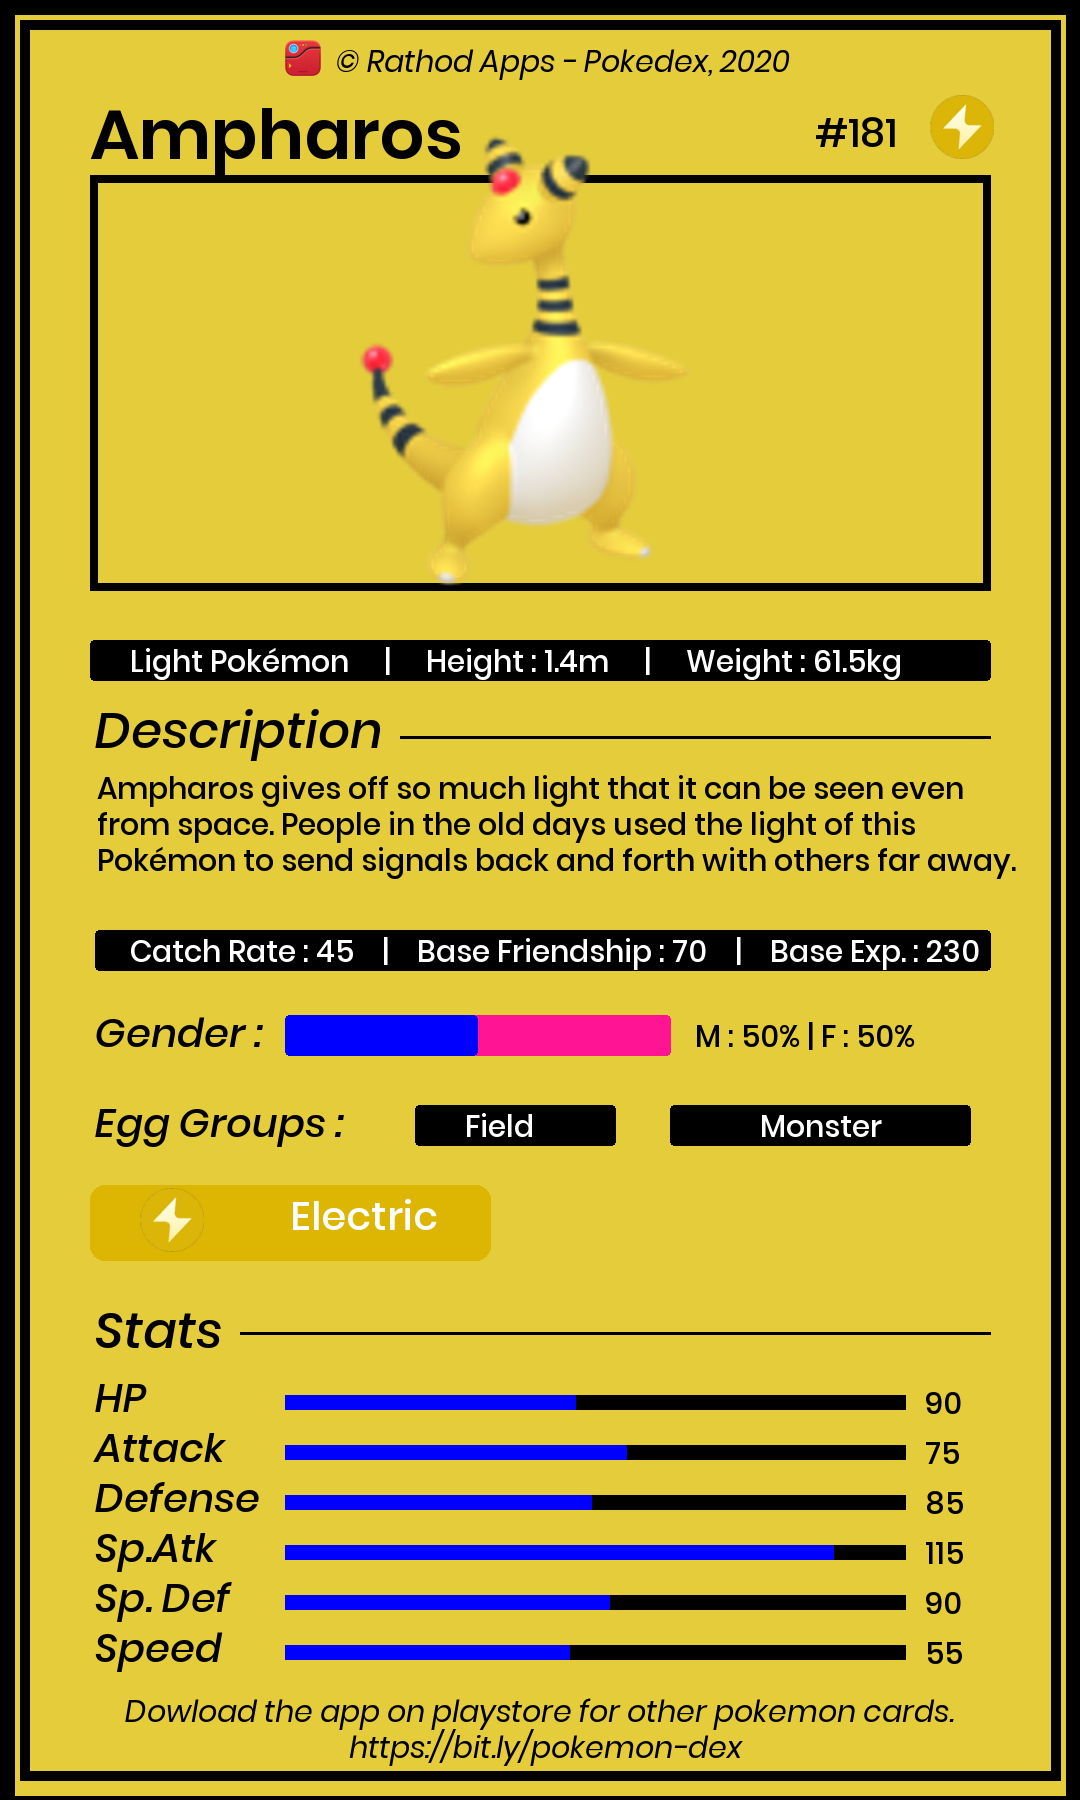 © Rathod Apps - Pokedex, 2020
Ampharos
#181
Light Pokémon | Height : 1.4m | Weight : 61.5kg
Description
Ampharos gives off so much light that it can be seen even
from space. People in the old days used the light of this
Pokémon to send signals back and forth with others far away.
Catch Rate : 45 | Base Friendship : 70 | Base Exp. : 230
Gender : M : 50% | F : 50%
Egg Groups : Field Monster
Electric
Stats
HP 90
Attack 75
Defense 85
Sp.Atk 115
Sp. Def 90
Speed 55
Dowload the app on playstore for other pokemon cards.
https://bit.ly/pokemon-dex